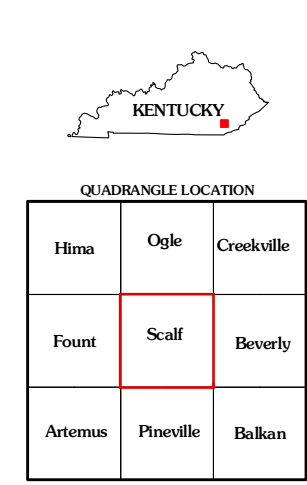 KENTUCKY
QUADRANGLE LOCATION
Hima Ogle Creekville
Fount Scalf Beverly
Artemus Pineville Balkan